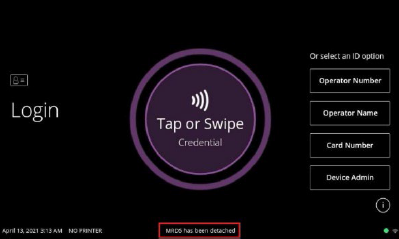 Or select an ID option
Operator Number
Login
Tap or Swipe
Credential
Operator Name
Card Number
Device Admin
April 13, 2021 3:13 AM NO PRINTER
MRD5 has been detached